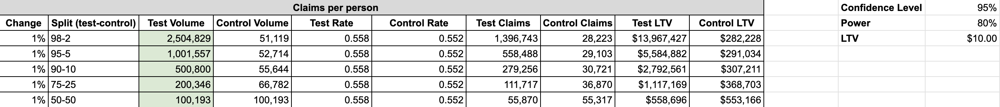 Claims per person Confidence Level 95%
Change Split (test-control) Test Volume Control Volume Test Rate Control Rate Test Claims Control Claims Test LTV Control LTV Power 80%
1% 98-2 2,504,829 51,119 0.558 0.552 1,396,743 28,223 $13,967,427 $282,228 LTV $10.00
1% 95-5 1,001,557 52,714 0.558 0.552 558,488 29,103 $5,584,882 $291,034
1% 90-10 500,800 55,644 0.558 0.552 279,256 30,721 $2,792,561 $307,211
1% 75-25 200,346 66,782 0.558 0.552 111,717 36,870 $1,117,169 $368,703
1% 50-50 100,193 100,193 0.558 0.552 55,870 55,317 $558,696 $553,166